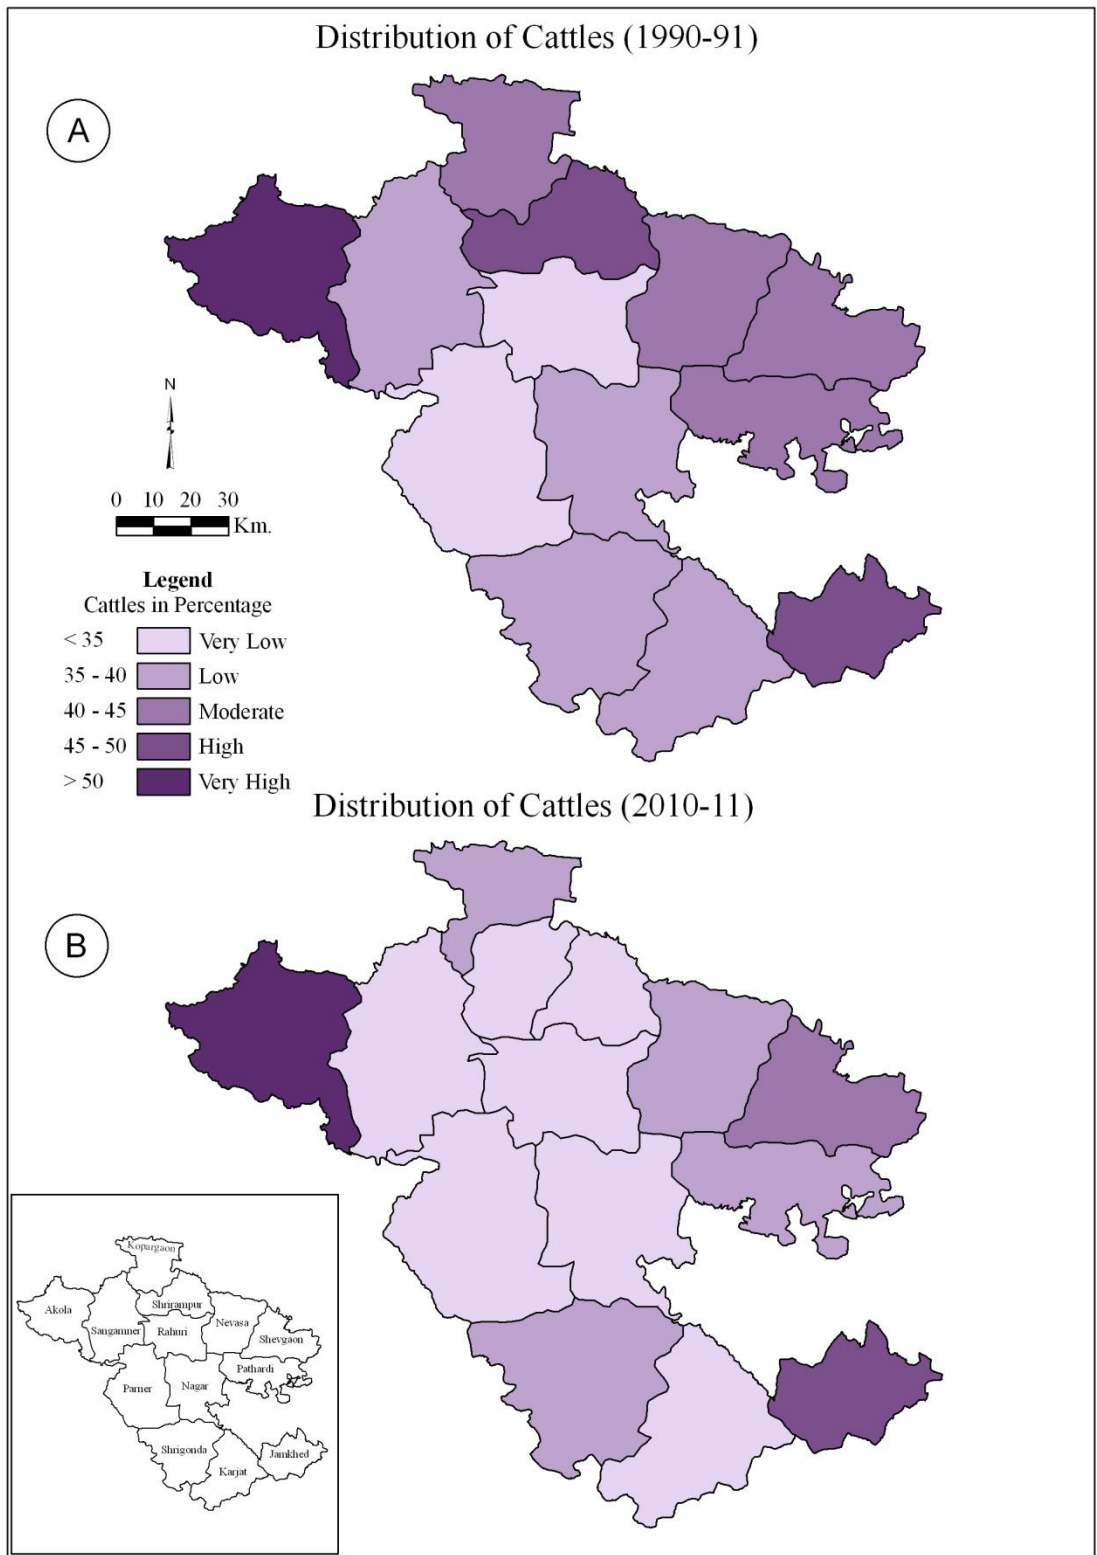 Distribution of Cattles (1990-91)
A
N
0 10 20 30
Km.
Legend
Cattles in Percentage
< 35 Very Low
35 - 40 Low
40 - 45 Moderate
45 - 50 High
> 50 Very High
Distribution of Cattles (2010-11)
B
Kopargaon
Akola
Shrirampur
Sangamner
Rahuri
Nevasa
Shevgaon
Pathardi
Parner
Nagar
Shrigonda
Karjat
Jamkhed